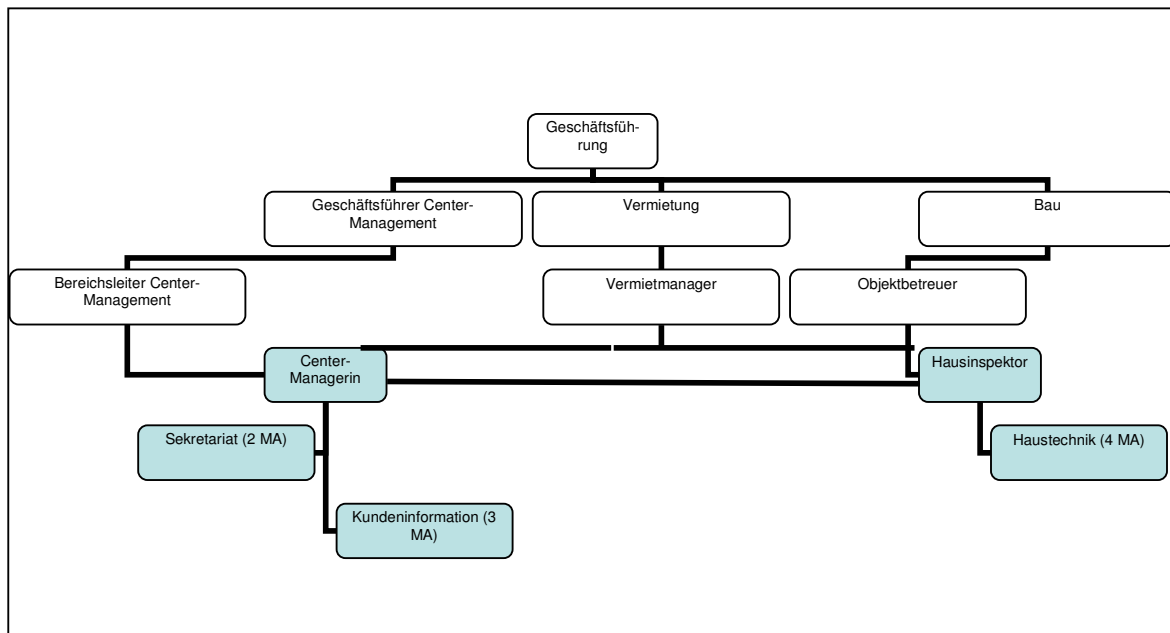 Geschäftsfüh-
rung
Geschäftsführer Center-
Management
Vermietung
Bau
Bereichsleiter Center-
Management
Vermietmanager
Objektbetreuer
Center-
Managerin
Hausinspektor
Sekretariat (2 MA)
Haustechnik (4 MA)
Kundeninformation (3
MA)